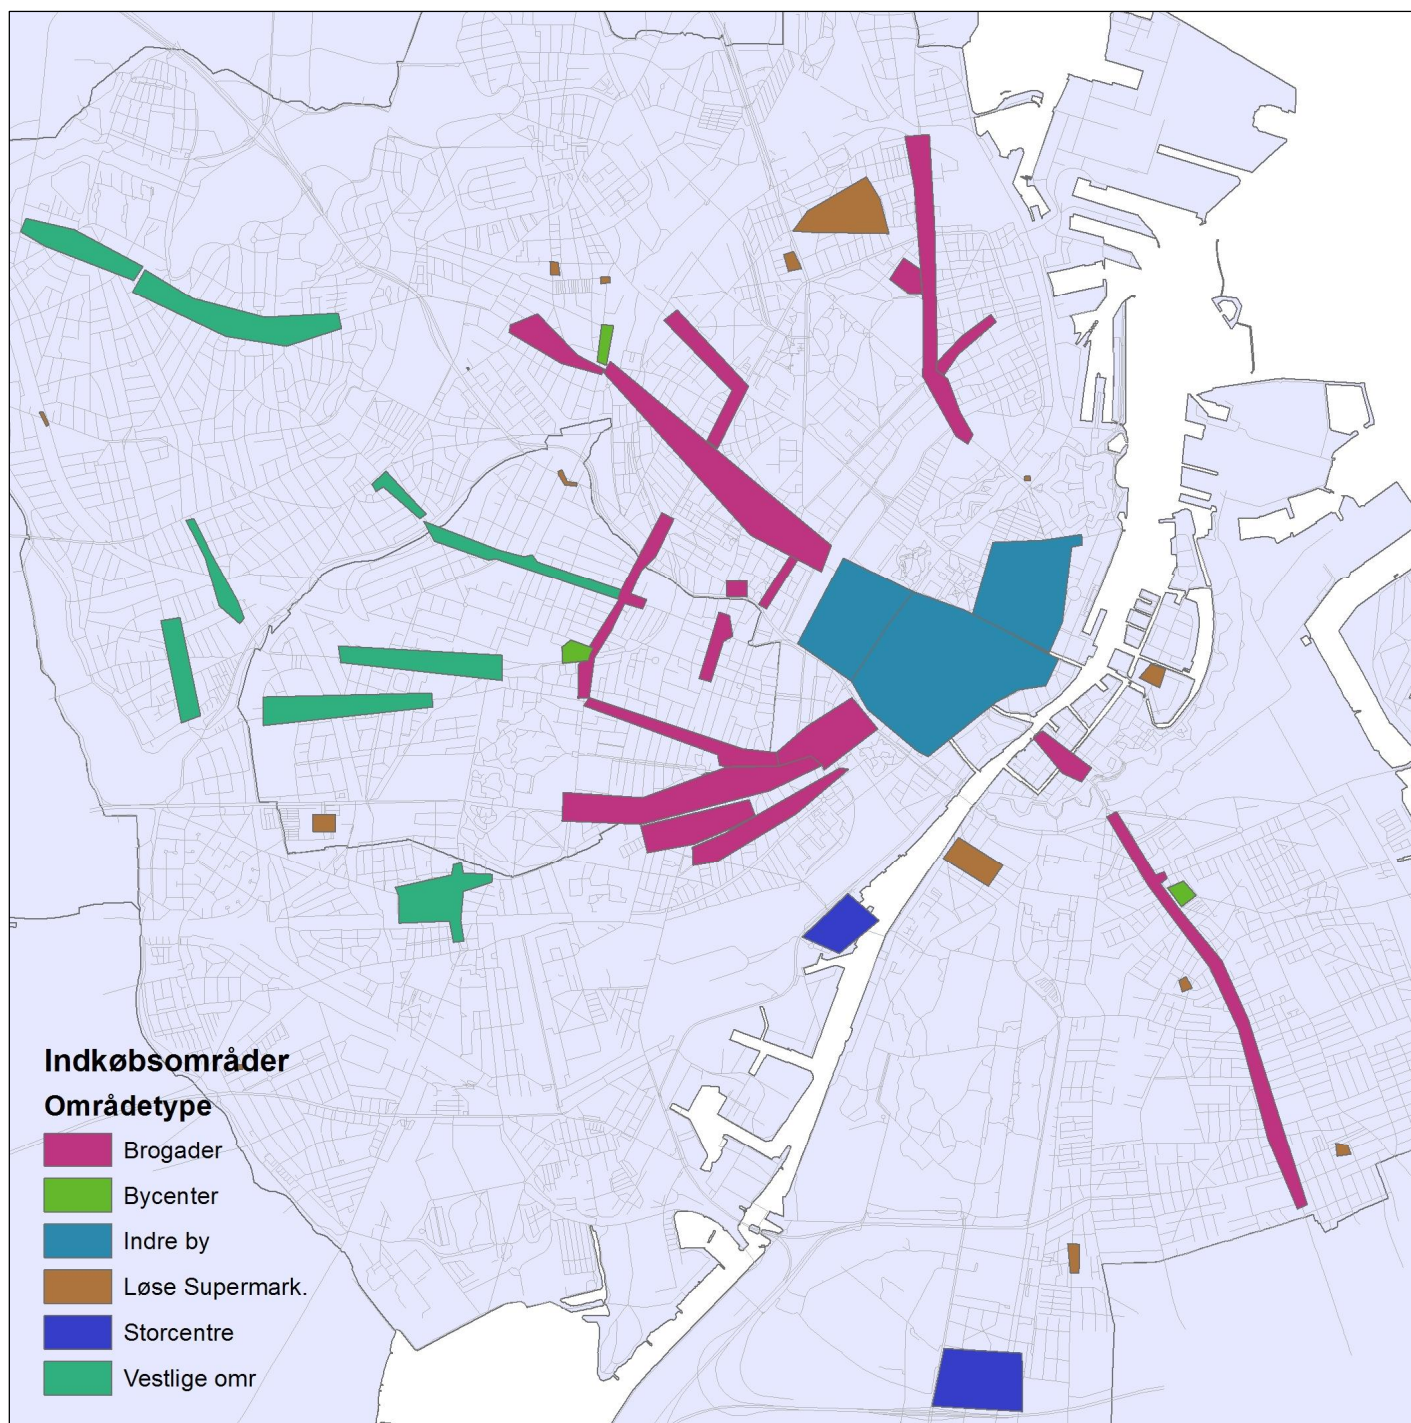 Indkøbsområder
Områdetype
Brogader
Bycenter
Indre by
Løse Supermark.
Storcentre
Vestlige omr